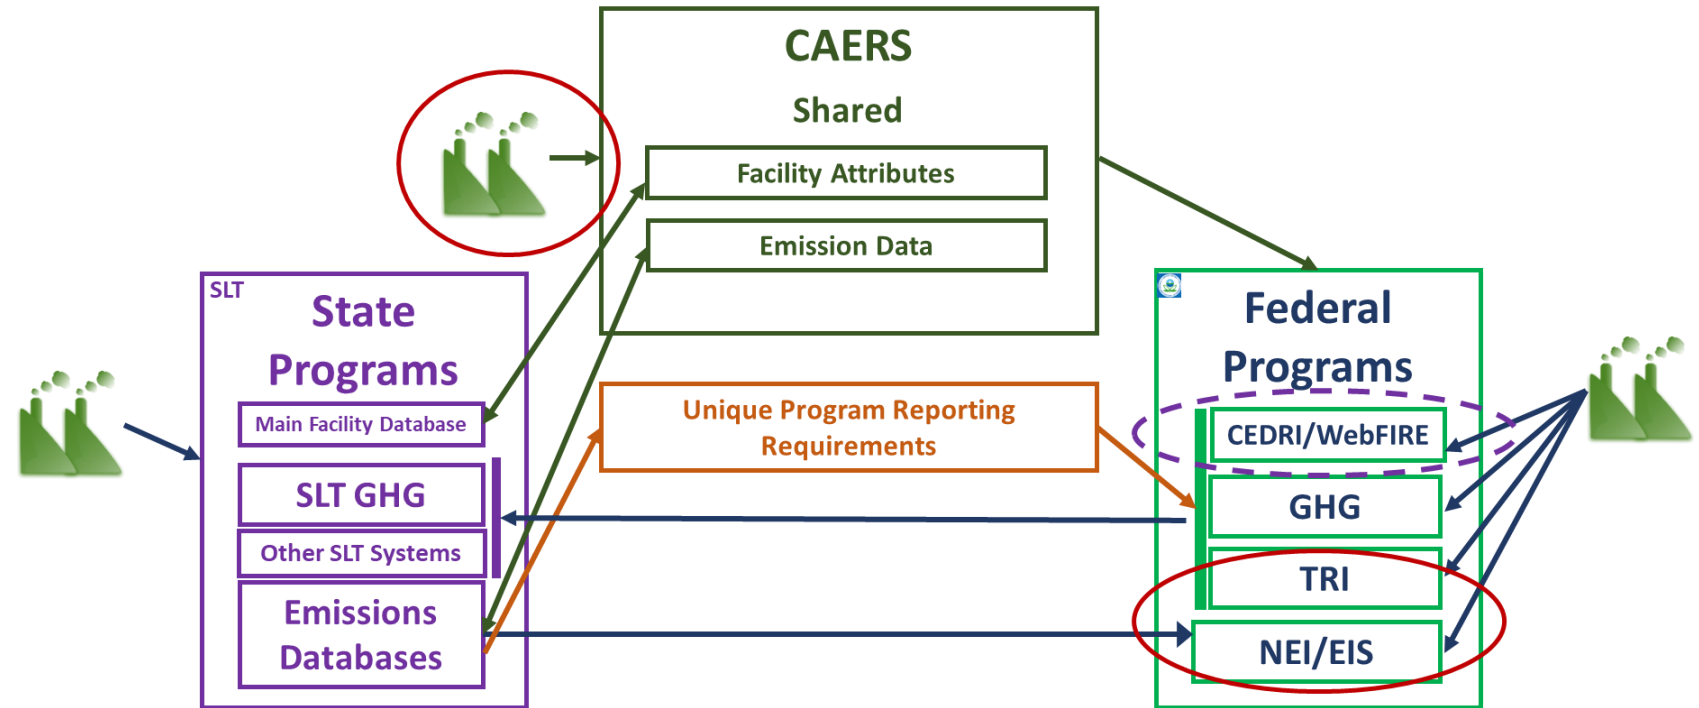 CAERS
Shared
Facility Attributes
Emission Data
SLT
State
Programs
Main Facility Database
SLT GHG
Other SLT Systems
Emissions
Databases
Unique Program Reporting
Requirements
Federal
Programs
CEDRI/WebFIRE
GHG
TRI
NEI/EIS